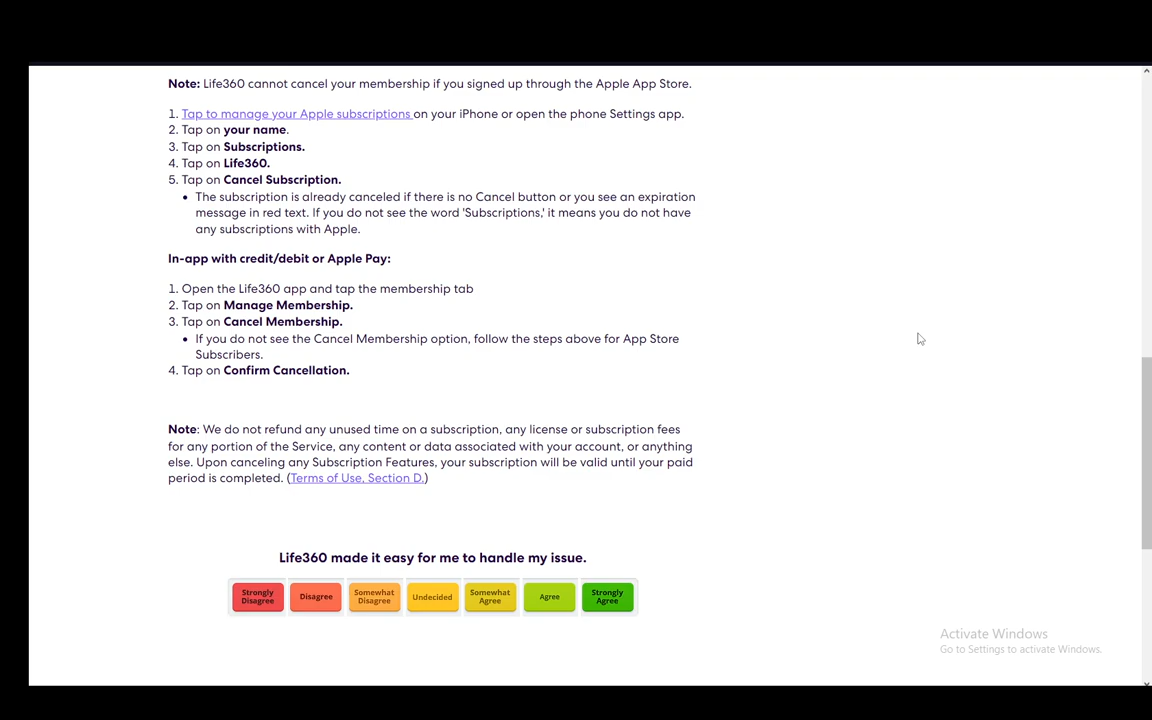 Note: Life360 cannot cancel your membership if you signed up through the Apple App Store.
1. Tap to manage your Apple subscriptions on your iPhone or open the phone Settings app.
2. Tap on your name.
3. Tap on Subscriptions.
4. Tap on Life360.
5. Tap on Cancel Subscription.
• The subscription is already canceled if there is no Cancel button or you see an expiration
message in red text. If you do not see the word 'Subscriptions,' it means you do not have
any subscriptions with Apple.
In-app with credit/debit or Apple Pay:
1. Open the Life360 app and tap the membership tab
2. Tap on Manage Membership.
3. Tap on Cancel Membership.
• If you do not see the Cancel Membership option, follow the steps above for App Store
Subscribers.
4. Tap on Confirm Cancellation.
Note: We do not refund any unused time on a subscription, any license or subscription fees
for any portion of the Service, any content or data associated with your account, or anything
else. Upon canceling any Subscription Features, your subscription will be valid until your paid
period is completed. (Terms of Use, Section D.)
Life360 made it easy for me to handle my issue.
Strongly Disagree
Disagree
Somewhat Disagree
Undecided
Somewhat Agree
Agree
Strongly Agree
Activate Windows
Go to Settings to activate Windows.